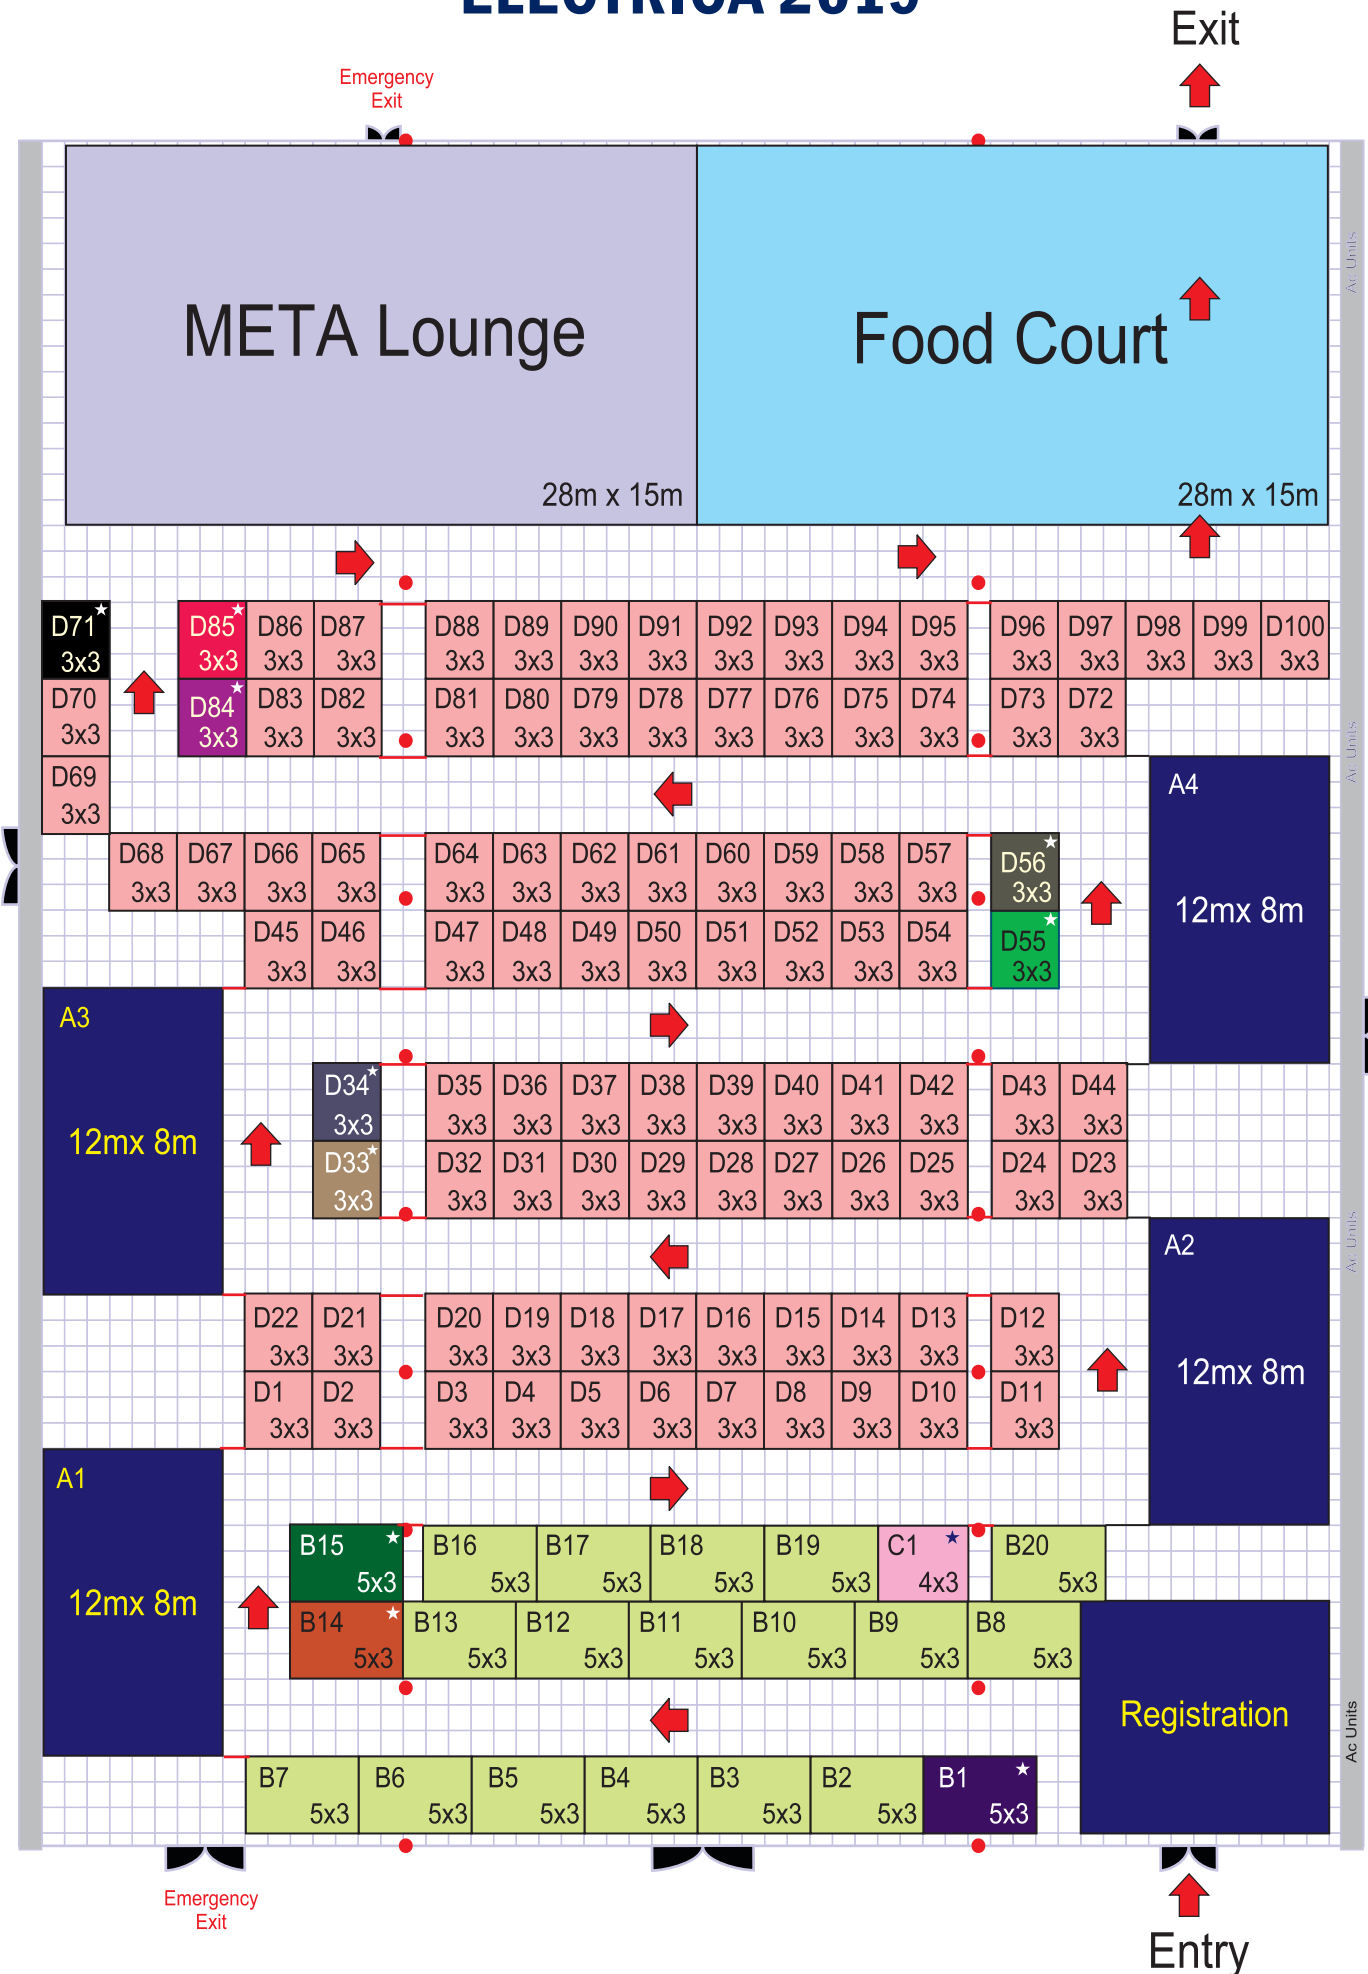 ELECTRICA 2019
Exit
Emergency
Exit
META Lounge
28m x 15m
Food Court
28m x 15m
Ac Units
D71 D85 D86 D87 D88 D89 D90 D91 D92 D93 D94 D95 D96 D97 D98 D99 D100
3x3 3x3 3x3 3x3 3x3 3x3 3x3 3x3 3x3 3x3 3x3 3x3 3x3 3x3 3x3 3x3 3x3
D70 D84 D83 D82 D81 D80 D79 D78 D77 D76 D75 D74 D73 D72
3x3 3x3 3x3 3x3 3x3 3x3 3x3 3x3 3x3 3x3 3x3 3x3 3x3 3x3
Ac Units
D69
3x3
A4
12mx 8m
D68 D67 D66 D65 D64 D63 D62 D61 D60 D59 D58 D57 D56
3x3 3x3 3x3 3x3 3x3 3x3 3x3 3x3 3x3 3x3 3x3 3x3 3x3
D45 D46 D47 D48 D49 D50 D51 D52 D53 D54 D55
3x3 3x3 3x3 3x3 3x3 3x3 3x3 3x3 3x3 3x3 3x3
A3
12mx 8m
D34 D35 D36 D37 D38 D39 D40 D41 D42 D43 D44
3x3 3x3 3x3 3x3 3x3 3x3 3x3 3x3 3x3 3x3 3x3
D33 D32 D31 D30 D29 D28 D27 D26 D25 D24 D23
3x3 3x3 3x3 3x3 3x3 3x3 3x3 3x3 3x3 3x3 3x3
Ac Units
A2
12mx 8m
D22 D21 D20 D19 D18 D17 D16 D15 D14 D13 D12
3x3 3x3 3x3 3x3 3x3 3x3 3x3 3x3 3x3 3x3 3x3
D1 D2 D3 D4 D5 D6 D7 D8 D9 D10 D11
3x3 3x3 3x3 3x3 3x3 3x3 3x3 3x3 3x3 3x3 3x3
A1
12mx 8m
B15 B16 B17 B18 B19 C1 B20
5x3 5x3 5x3 5x3 5x3 4x3 5x3
B14 B13 B12 B11 B10 B9 B8
5x3 5x3 5x3 5x3 5x3 5x3 5x3
Registration
Ac Units
B7 B6 B5 B4 B3 B2 B1
5x3 5x3 5x3 5x3 5x3 5x3 5x3
Emergency
Exit
Entry